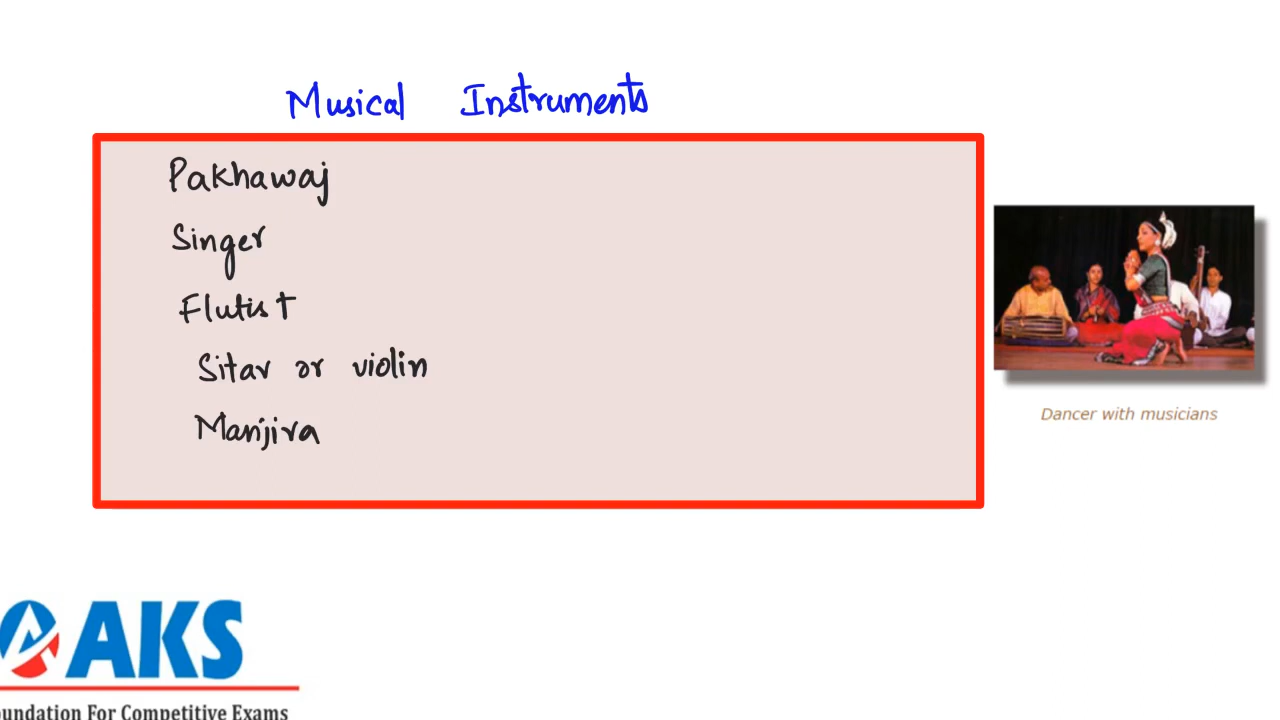 Musical Instruments
Pakhawaj
Singer
Flutist
Sitar or violin
Manjira
Dancer with musicians
AKS
oundation For Competitive Exams